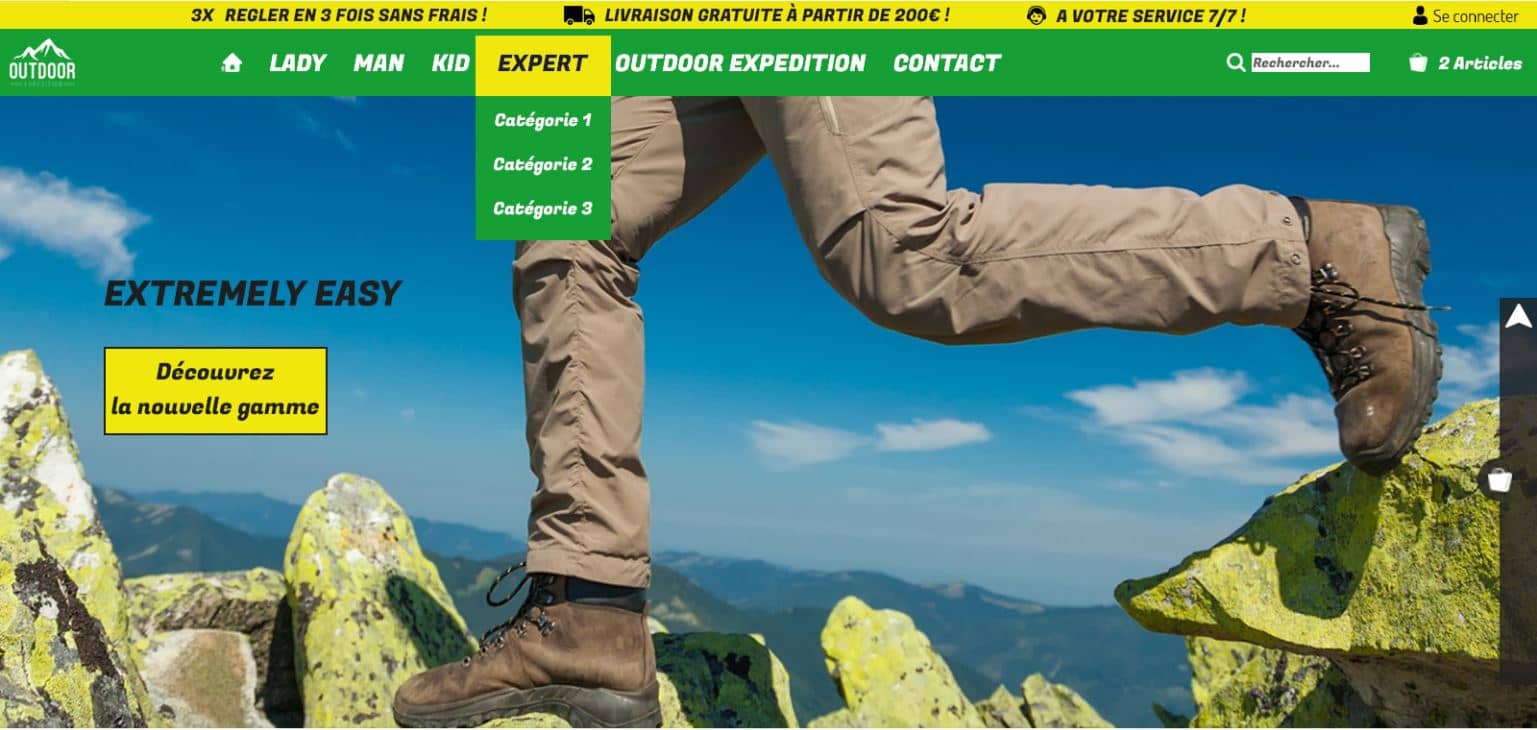 3X REGLER EN 3 FOIS SANS FRAIS !
LIVRAISON GRATUITE À PARTIR DE 200€ !
A VOTRE SERVICE 7/7 !
Se connecter
OUTDOOR
LADY
MAN
KID
EXPERT
OUTDOOR EXPEDITION
CONTACT
Rechercher...
2 Articles
Catégorie 1
Catégorie 2
Catégorie 3
EXTREMELY EASY
Découvrez
la nouvelle gamme